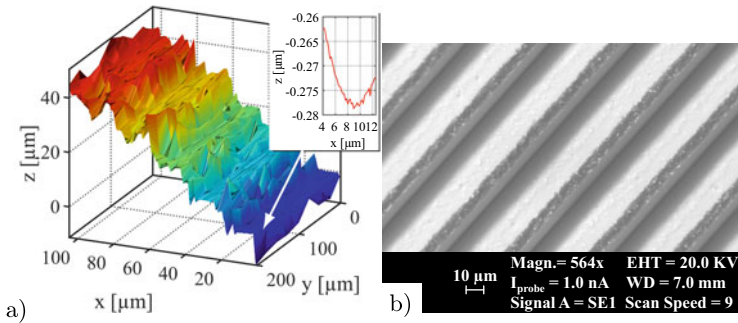 -0.26
-0.265
-0.27
-0.275
-0.28
z [µm]
4 6 8 10 12
x [µm]
40
20
0
z [µm]
100
80
60
40
20
x [µm]
200
100
0
y [µm]
a)
10 µm
Magn.= 564x EHT = 20.0 KV
Iprobe = 1.0 nA WD = 7.0 mm
Signal A = SE1 Scan Speed = 9
b)